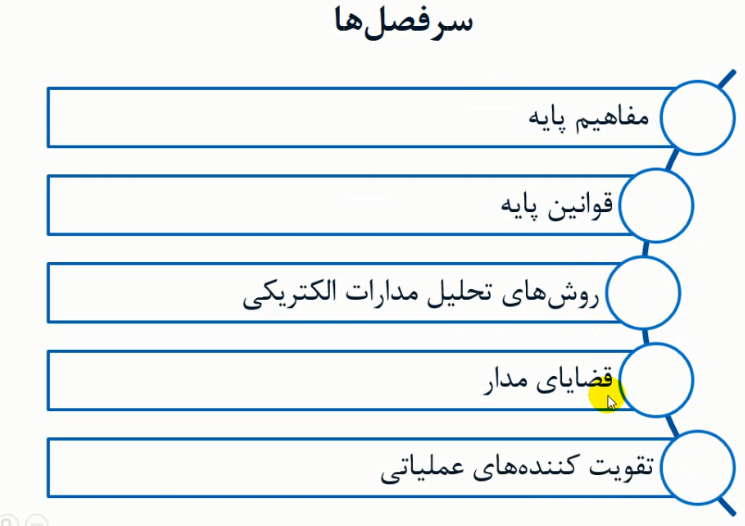 سرفصل‌ها
مفاهیم پایه
قوانین پایه
روش‌های تحلیل مدارات الکتریکی
قضایای مدار
تقویت کننده‌های عملیاتی